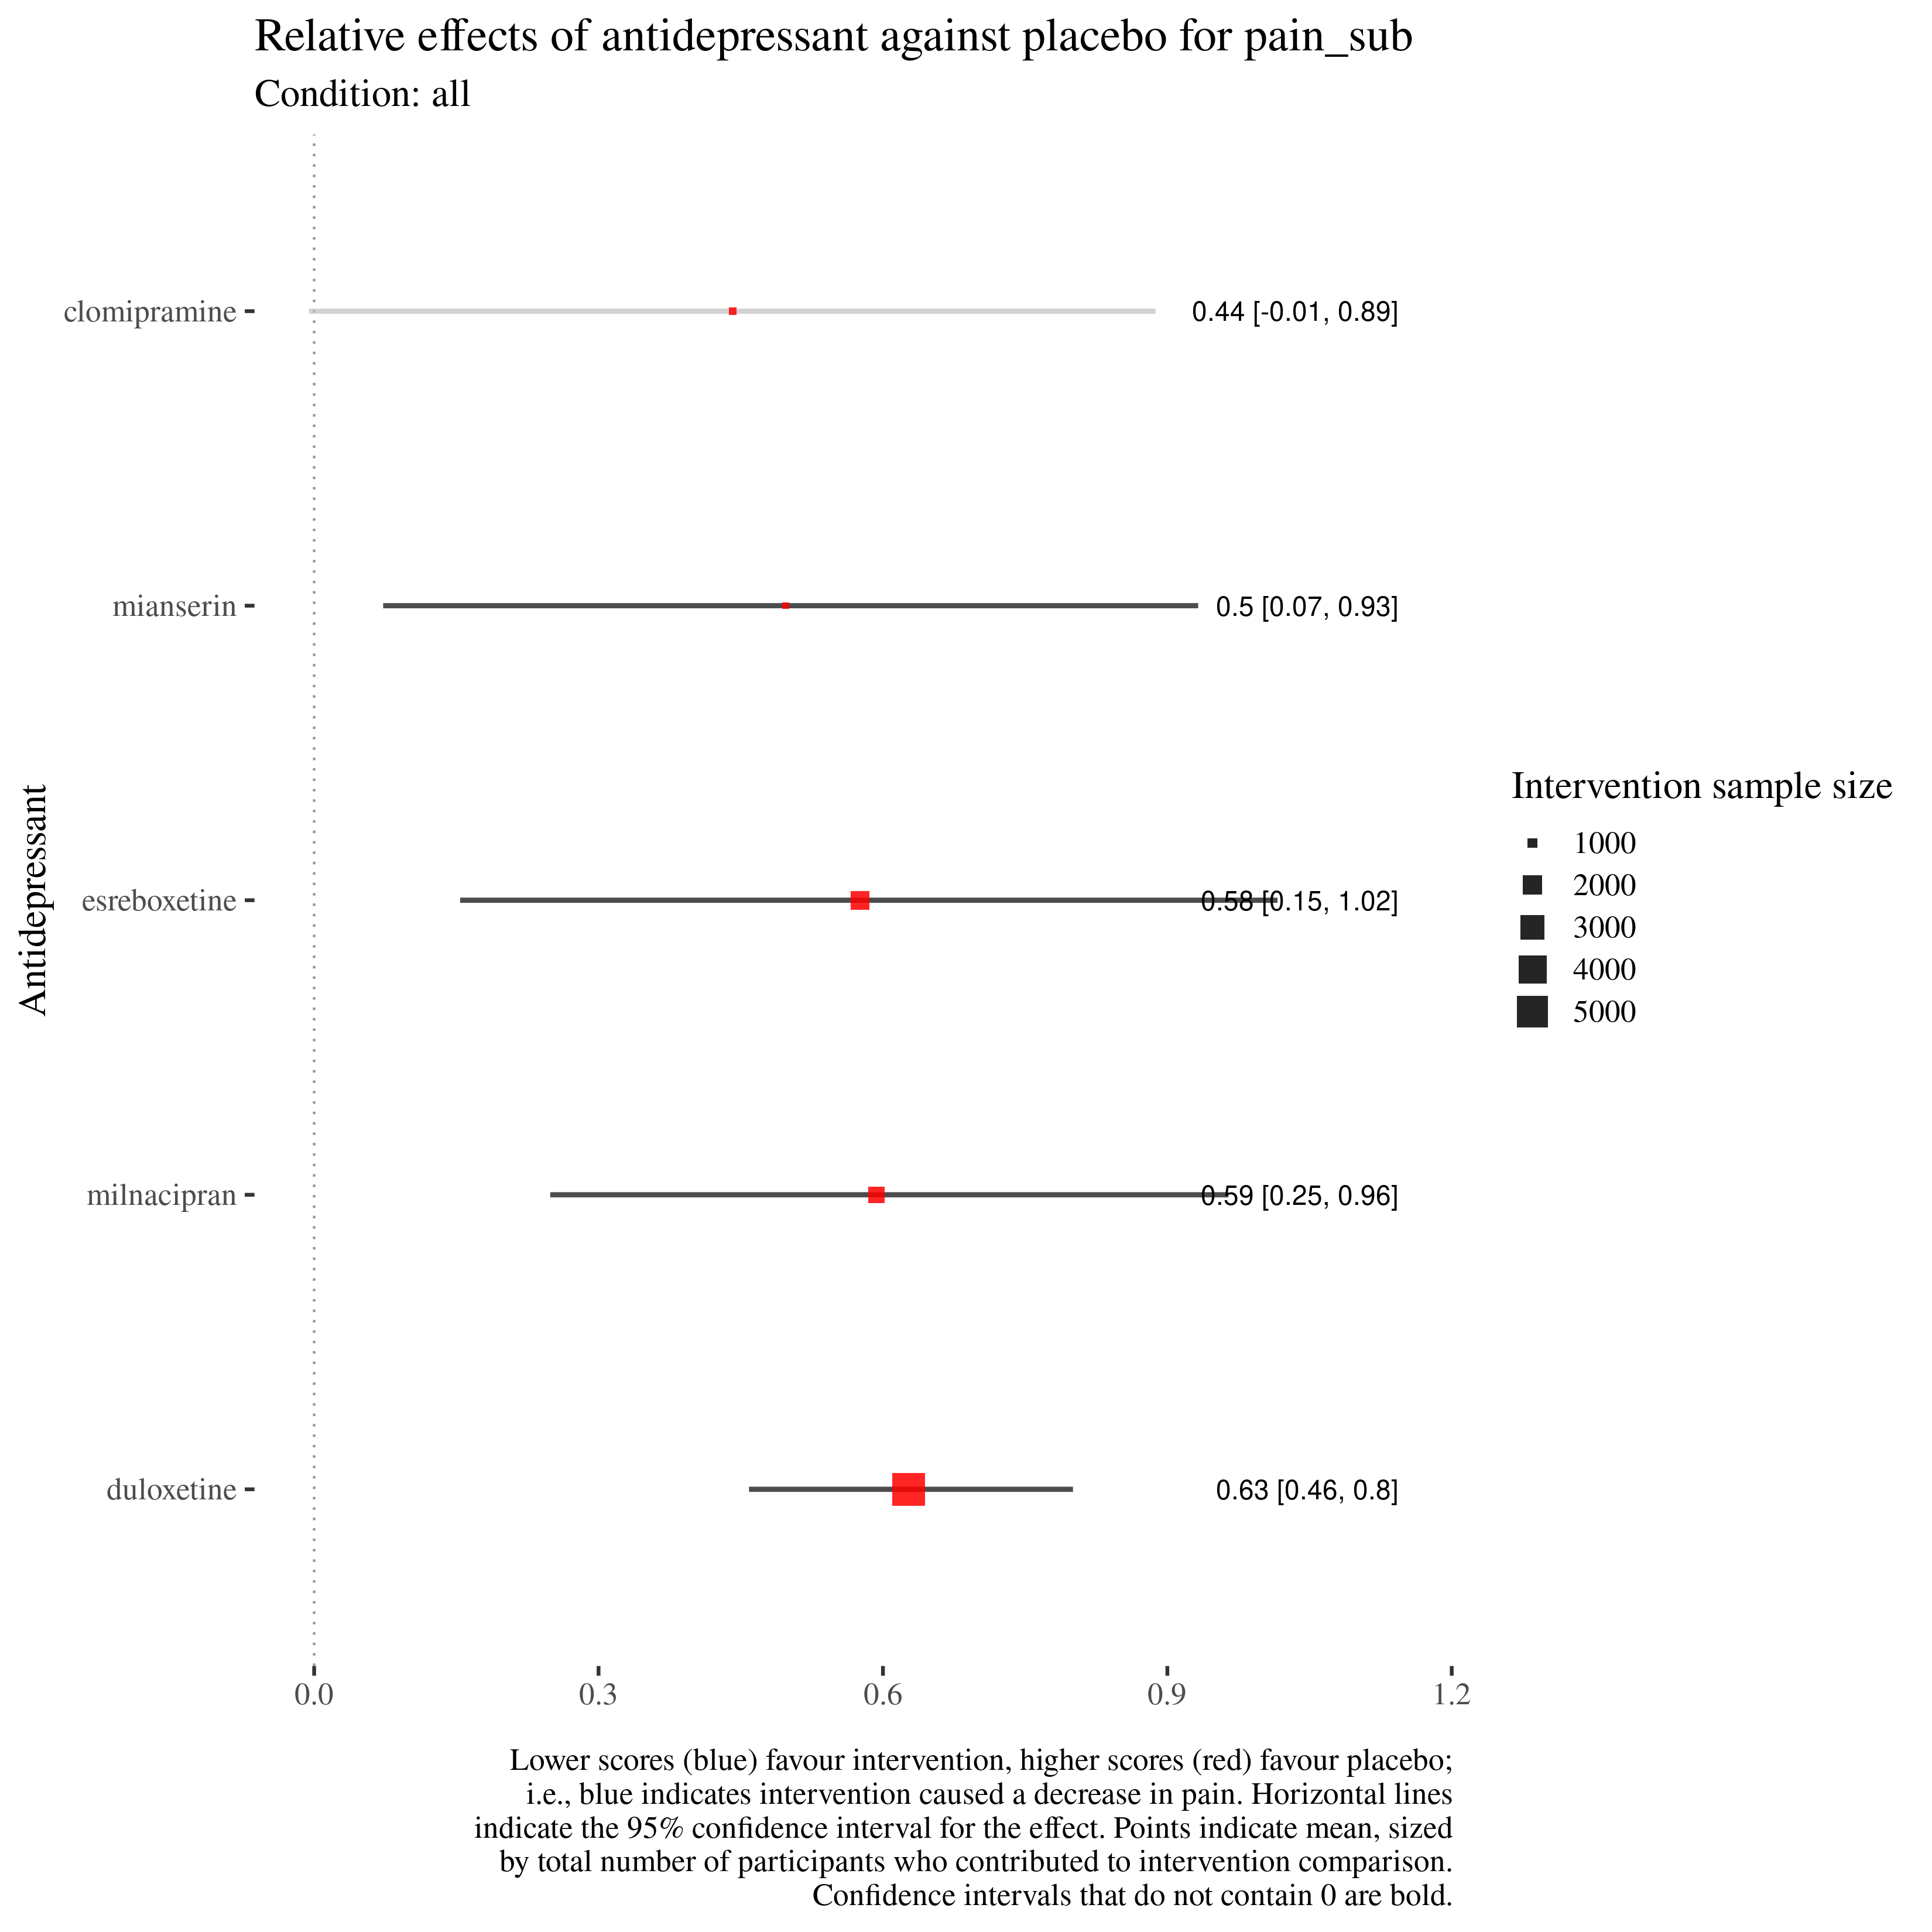 Relative effects of antidepressant against placebo for pain_sub
Condition: all
Antidepressant
clomipramine
0.44 [-0.01, 0.89]
mianserin
0.5 [0.07, 0.93]
esreboxetine
0.58 [0.15, 1.02]
milnacipran
0.59 [0.25, 0.96]
duloxetine
0.63 [0.46, 0.8]
0.0 0.3 0.6 0.9 1.2
Intervention sample size
1000
2000
3000
4000
5000
Lower scores (blue) favour intervention, higher scores (red) favour placebo;
i.e., blue indicates intervention caused a decrease in pain. Horizontal lines
indicate the 95% confidence interval for the effect. Points indicate mean, sized
by total number of participants who contributed to intervention comparison.
Confidence intervals that do not contain 0 are bold.